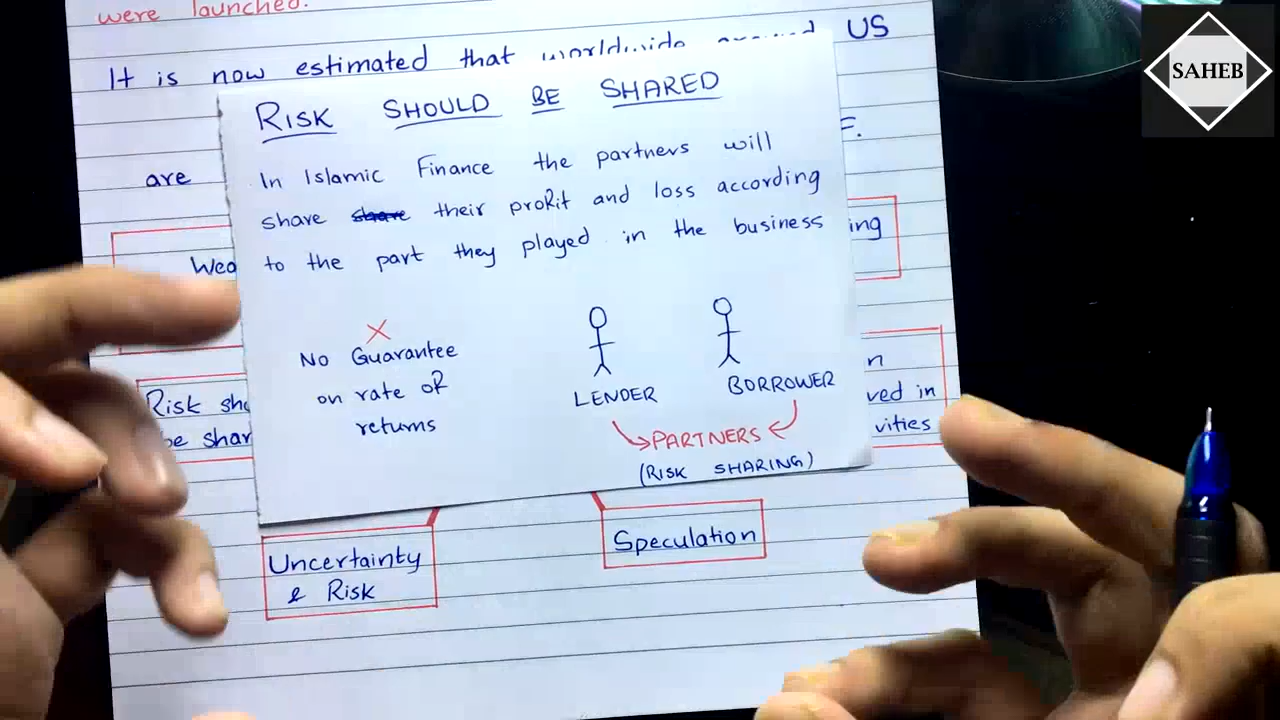 were launched.
SAHEB
It is now estimated that worldwide US
RISK SHOULD BE SHARED
F.
are
In Islamic Finance the partners will
share share their profit and loss according
to the part they played in the business
ing
Wea
No Guarantee
on rate of
returns
LENDER
BORROWER
PARTNERS
(RISK SHARING)
Risk sho
be shar
n
ved in
vities
Uncertainty
& Risk
Speculation